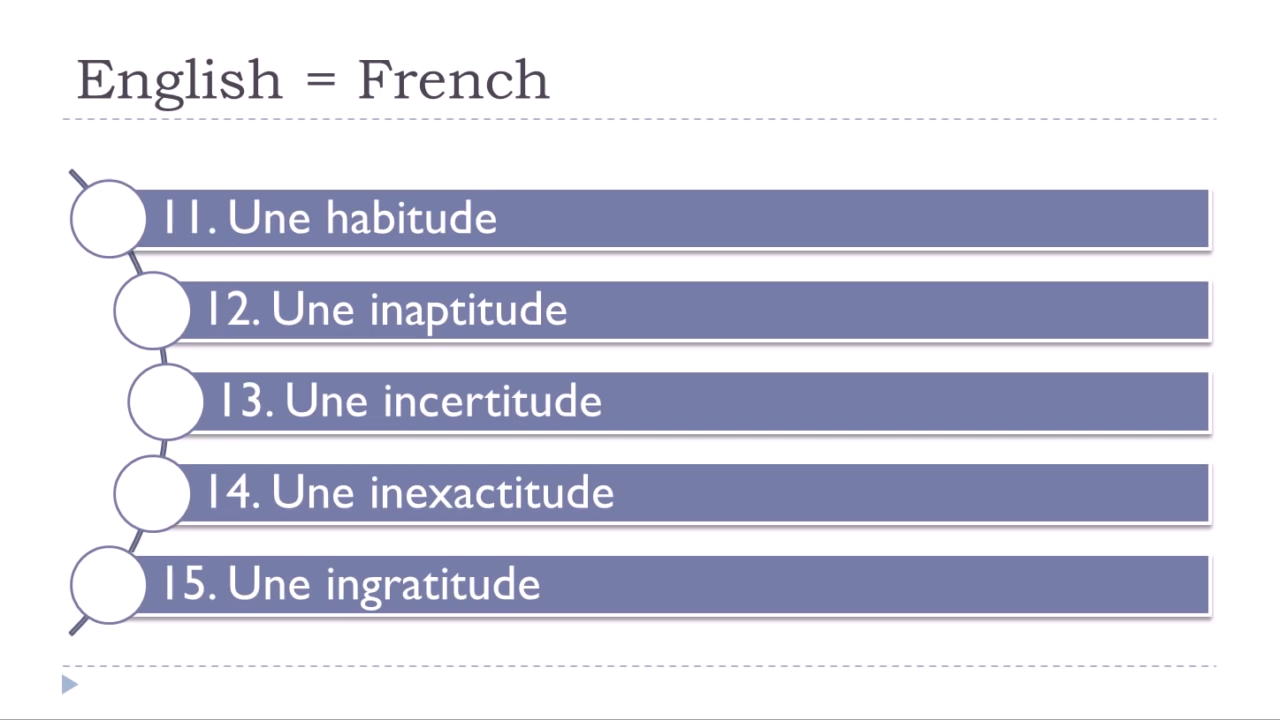 English = French
11. Une habitude
12. Une inaptitude
13. Une incertitude
14. Une inexactitude
15. Une ingratitude